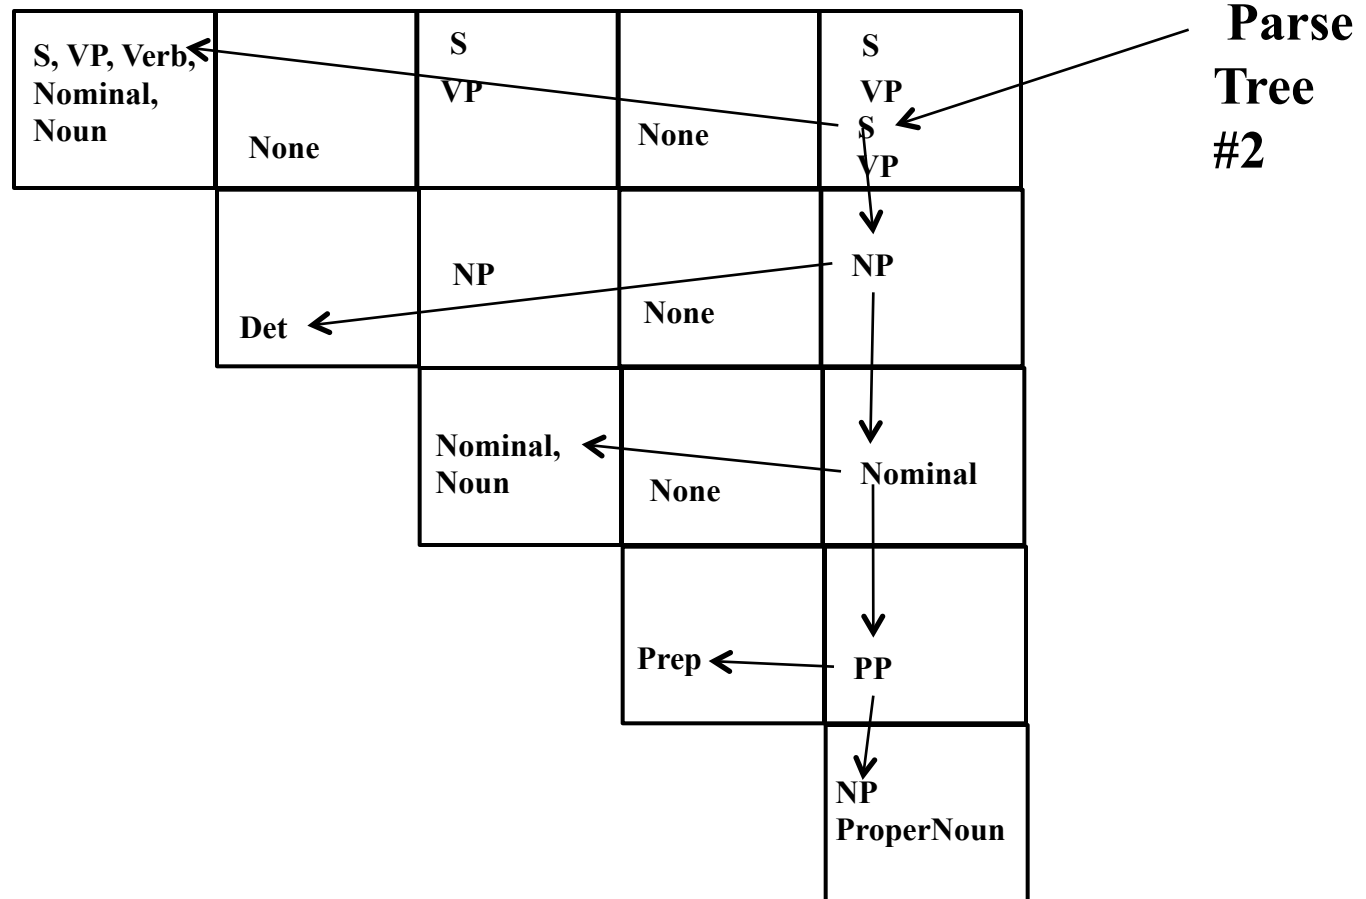 S, VP, Verb,
Nominal,
Noun
None
S
VP
None
S
VP
S
VP
Parse
Tree
#2
Det
NP
None
NP
Nominal,
Noun
None
Nominal
Prep
PP
NP
ProperNoun